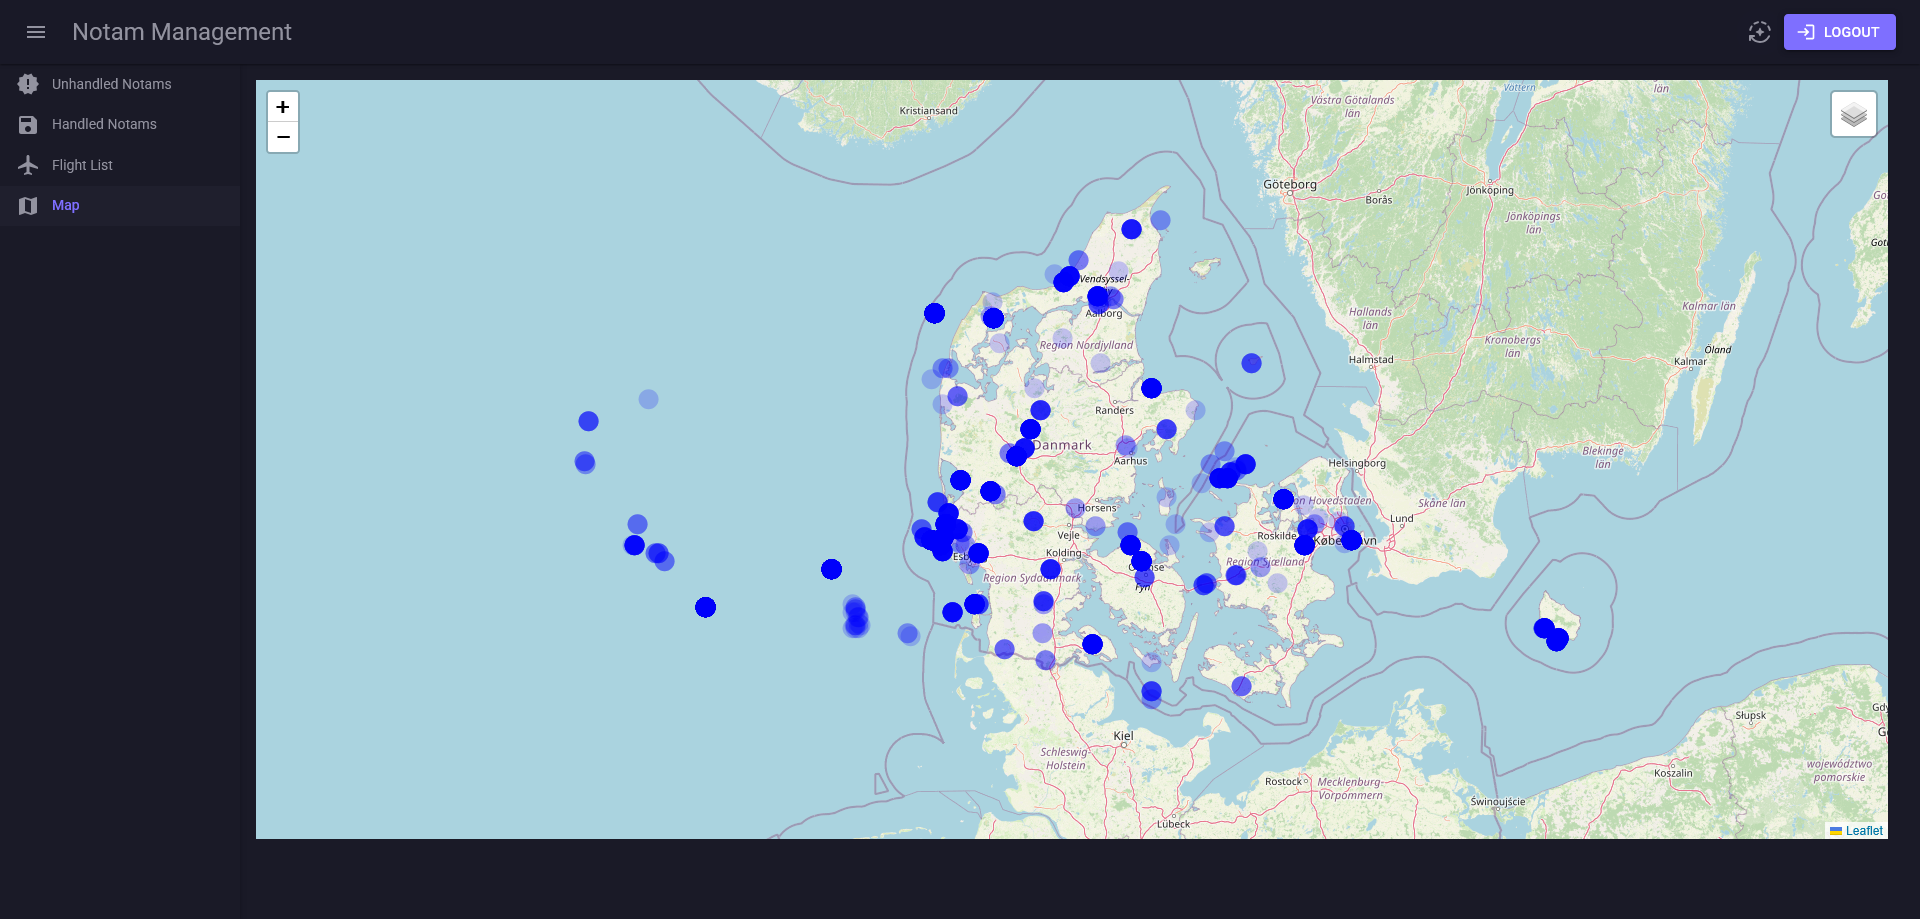 Notam Management
LOGOUT
Unhandled Notams
Handled Notams
Flight List
Map
+
−
Kristiansand
Vättern
Västra Götalands
län
län
Göteborg
Borås
Jönköping
Jönköpings
län
Vendsyssel-
Aalborg
Region Nordjylland
Hallands
län
Kalmar län
Kronobergs
län
Halmstad
Kalmar
Öland
Randers
Danmark
Aarhus
Helsingborg
Blekinge
län
Horsens
Skåne län
Lund
Vejle
Roskilde
Kolding
Region Sjælland
Fyn
Kiel
Schleswig-
Holstein
Lübeck
Rostock
Mecklenburg-
Vorpommern
Świnoujście
Słupsk
Koszalin
województwo
pomorskie
Leaflet